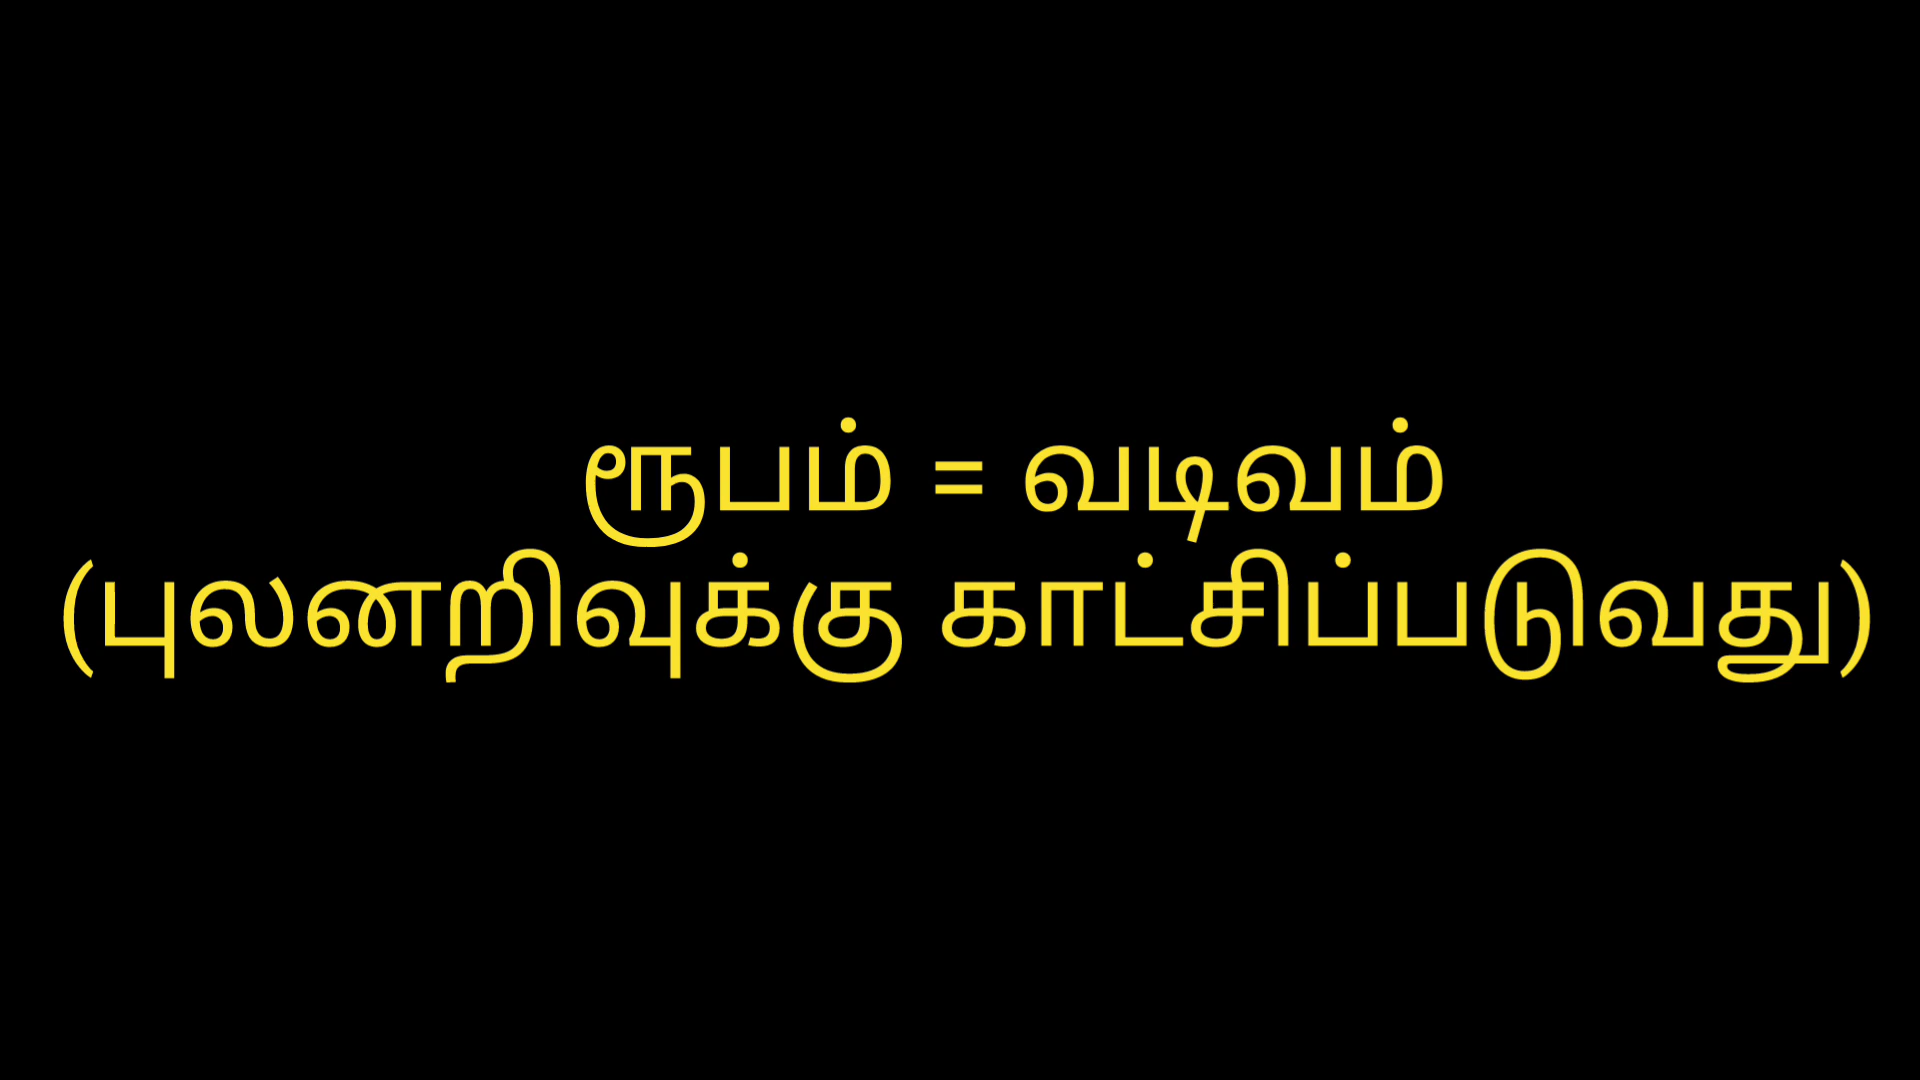 ரூபம் = வடிவம்
(புலனறிவுக்கு காட்சிப்படுவது)